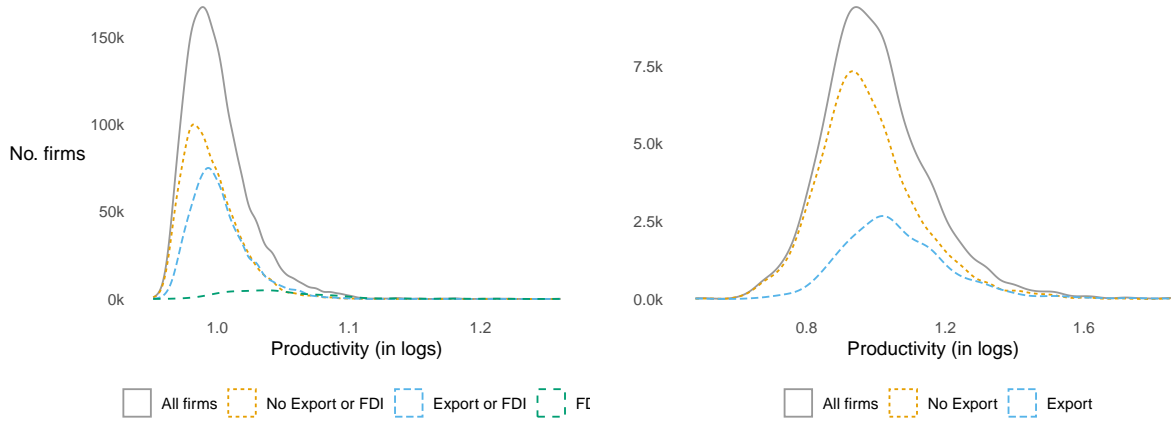 150k
100k
50k
0k
No. firms
1.0 1.1 1.2
Productivity (in logs)
All firms No Export or FDI Export or FDI
7.5k
5.0k
2.5k
0.0k
0.8 1.2 1.6
Productivity (in logs)
All firms No Export Export